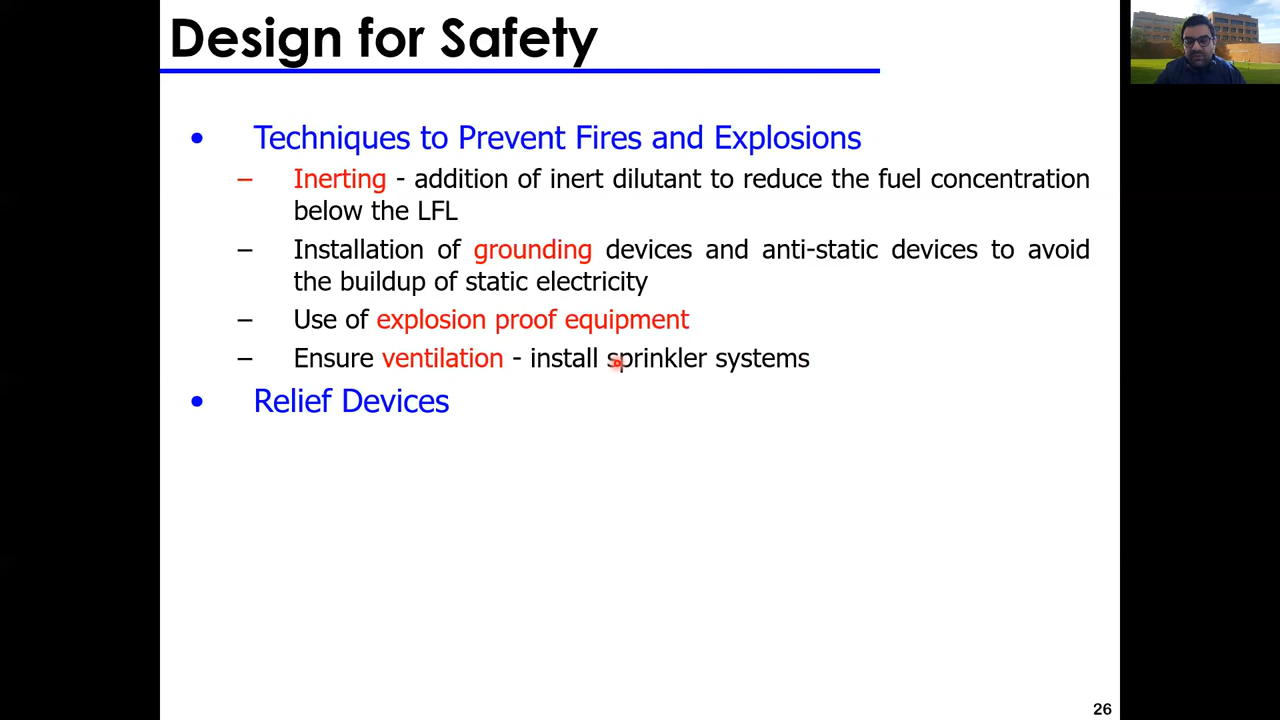 Design for Safety
• Techniques to Prevent Fires and Explosions
– Inerting - addition of inert dilutant to reduce the fuel concentration
below the LFL
– Installation of grounding devices and anti-static devices to avoid
the buildup of static electricity
– Use of explosion proof equipment
– Ensure ventilation - install sprinkler systems
• Relief Devices
26